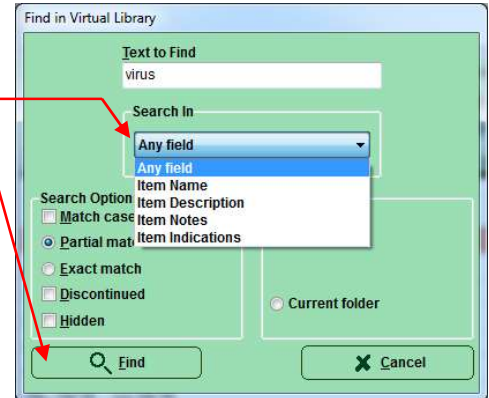 Find in Virtual Library
Text to Find
virus
Search In
Any field
Any field
Item Name
Item Description
Item Notes
Item Indications
Search Option
Match case
Partial mat
Exact match
Discontinued
Hidden
Current folder
Find
Cancel